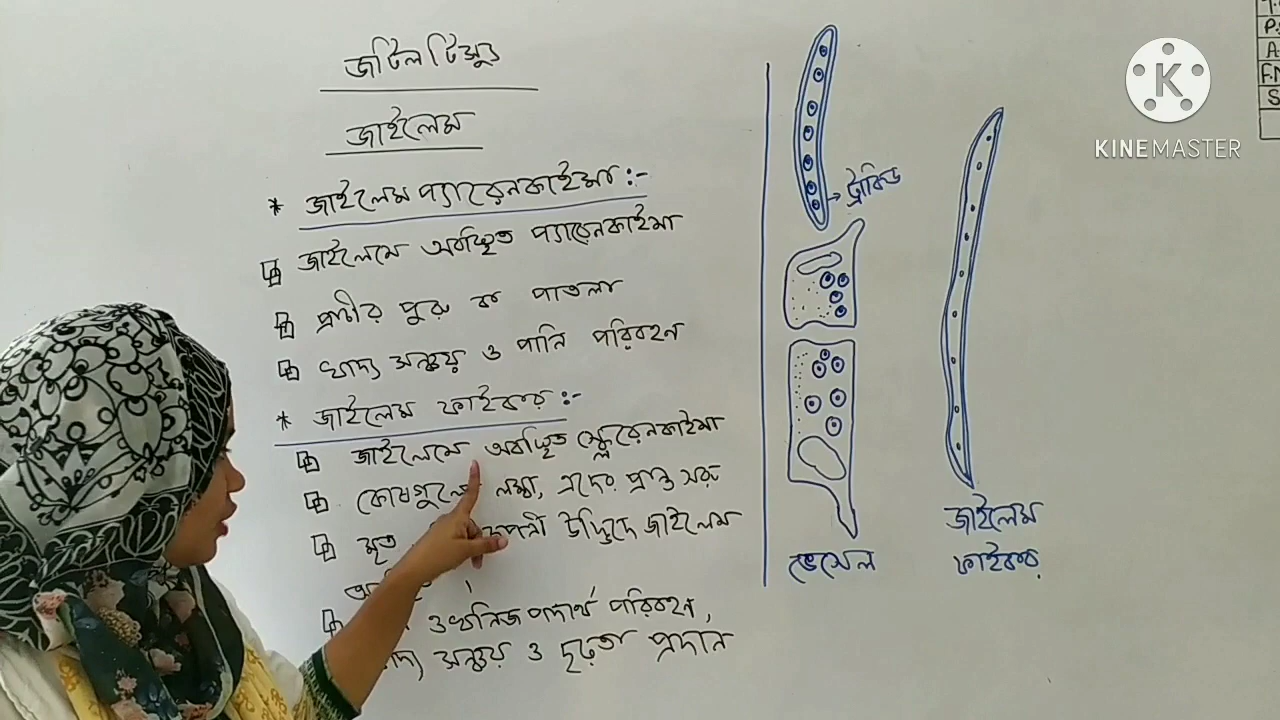 জটিল টিস্যু
জাইলেম
* জাইলেম প্যারেনকাইমা :-
জাইলেমে অবস্থিত প্যারেনকাইমা
প্রাচীর পুরু বা পাতলা
খাদ্য সঞ্চয় ও পানি পরিবহন
* জাইলেম ফাইবার :-
জাইলেমে অবস্থিত স্ক্লেরেনকাইমা
কোষগুলো লম্বা, এদের প্রান্ত সরু
মৃত উদ্ভিদে জাইলেম
ও খনিজ পদার্থ পরিবহন,
সঞ্চয় ও দৃঢ়তা প্রদান
ট্রাকিড
ভেসেল
জাইলেম
ফাইবার
K
KINEMASTER
P.
A
F.N
S